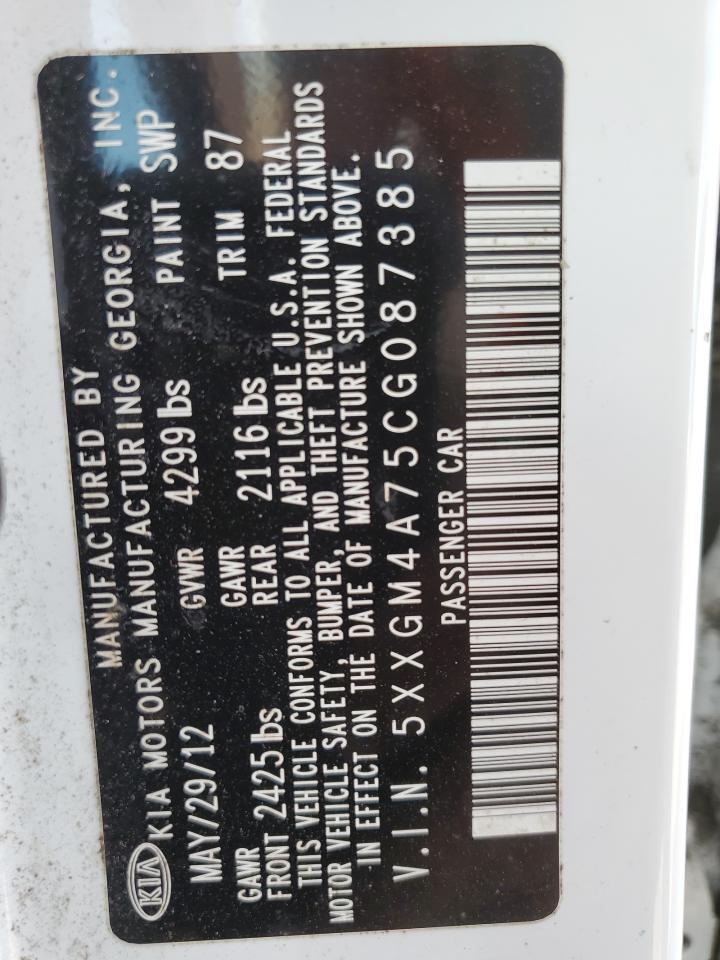 MANUFACTURED BY
KIA KIA MOTORS MANUFACTURING GEORGIA, INC.
MAY/29/12 GVWR 4299 lbs PAINT SWP
GAWR FRONT 2425 lbs GAWR REAR 2116 lbs TRIM 87
THIS VEHICLE CONFORMS TO ALL APPLICABLE U.S.A. FEDERAL
MOTOR VEHICLE SAFETY, BUMPER, AND THEFT PREVENTION STANDARDS
IN EFFECT ON THE DATE OF MANUFACTURE SHOWN ABOVE.
V.I.N. 5XXGM4A75CG087385
PASSENGER CAR